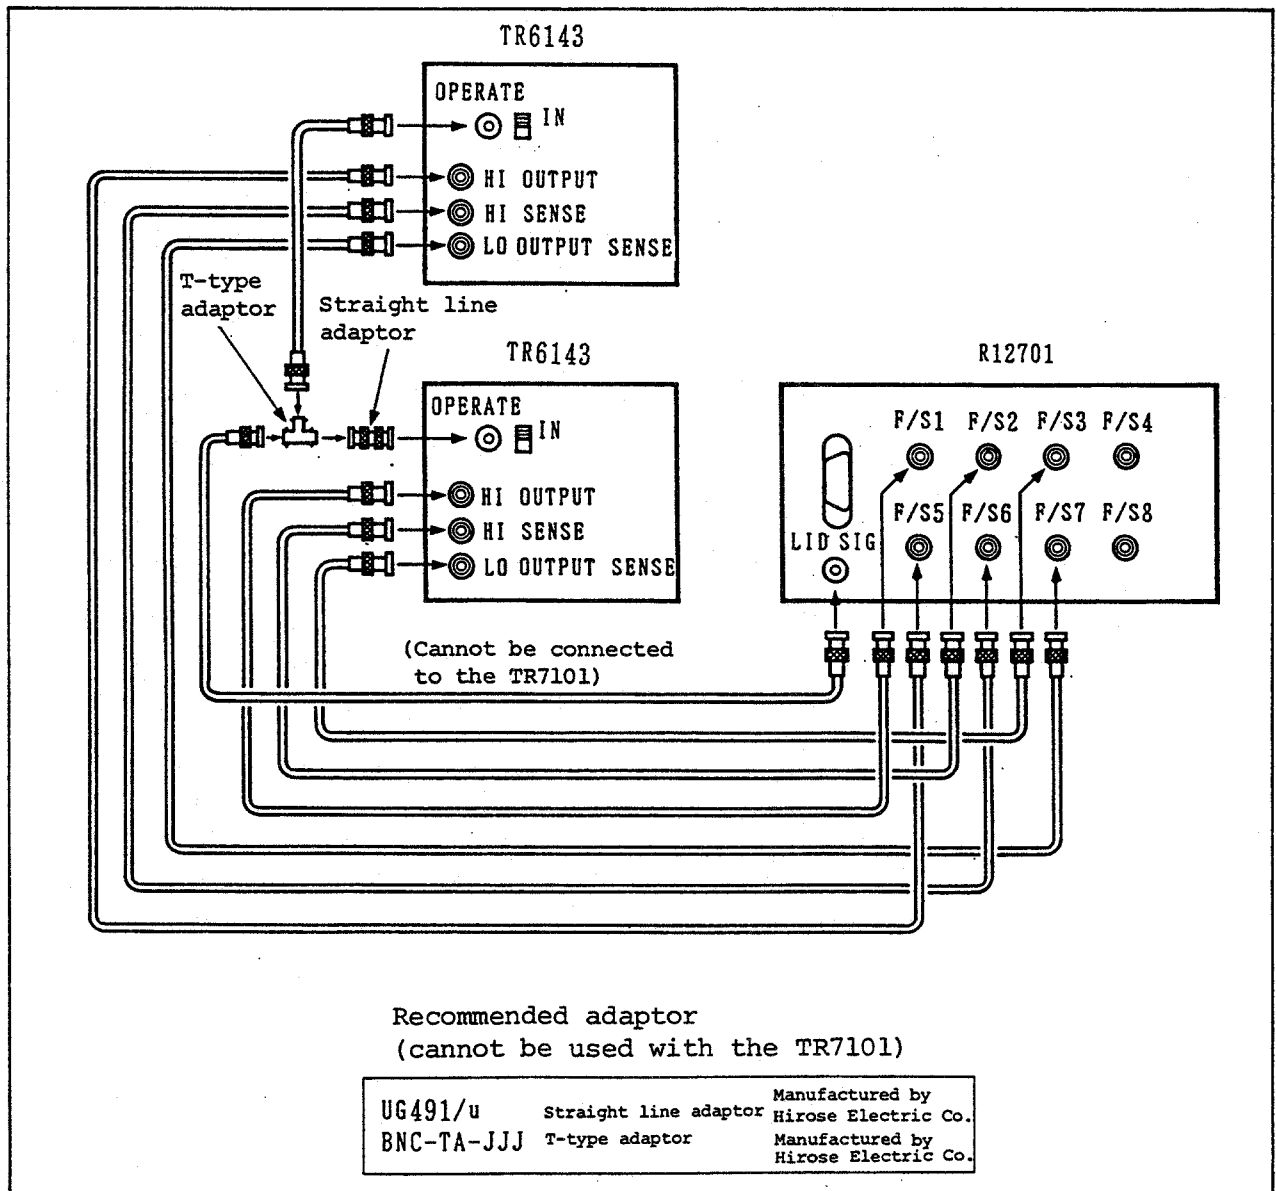 TR6143
OPERATE
IN
HI OUTPUT
HI SENSE
LO OUTPUT SENSE
T-type
adaptor
Straight line
adaptor
TR6143
OPERATE
IN
HI OUTPUT
HI SENSE
LO OUTPUT SENSE
(Cannot be connected
to the TR7101)
R12701
F/S1 F/S2 F/S3 F/S4
F/S5 F/S6 F/S7 F/S8
LID SIG
Recommended adaptor
(cannot be used with the TR7101)
UG491/u Straight line adaptor Manufactured by
Hirose Electric Co.
BNC-TA-JJJ T-type adaptor Manufactured by
Hirose Electric Co.